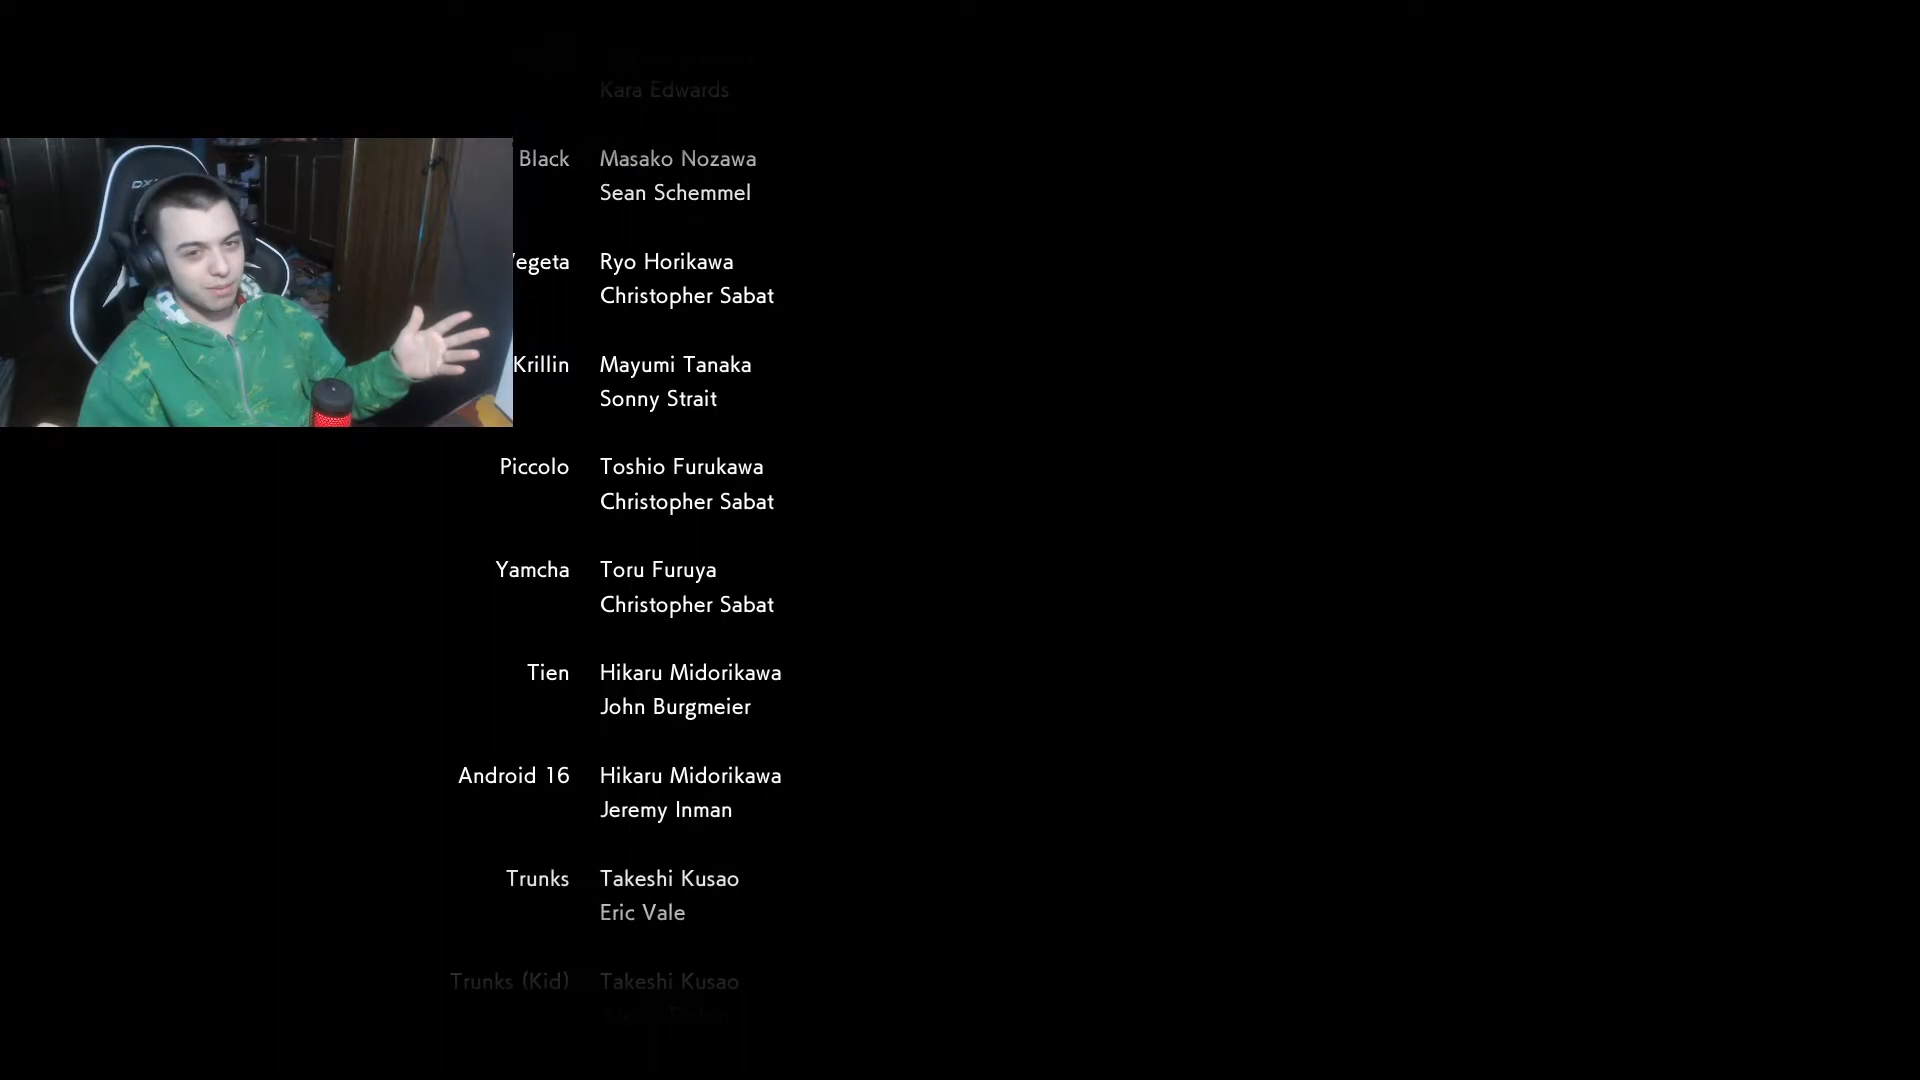 Kara Edwards
Black Masako Nozawa
Sean Schemmel
Vegeta Ryo Horikawa
Christopher Sabat
Krillin Mayumi Tanaka
Sonny Strait
Piccolo Toshio Furukawa
Christopher Sabat
Yamcha Toru Furuya
Christopher Sabat
Tien Hikaru Midorikawa
John Burgmeier
Android 16 Hikaru Midorikawa
Jeremy Inman
Trunks Takeshi Kusao
Eric Vale
Trunks (Kid) Takeshi Kusao